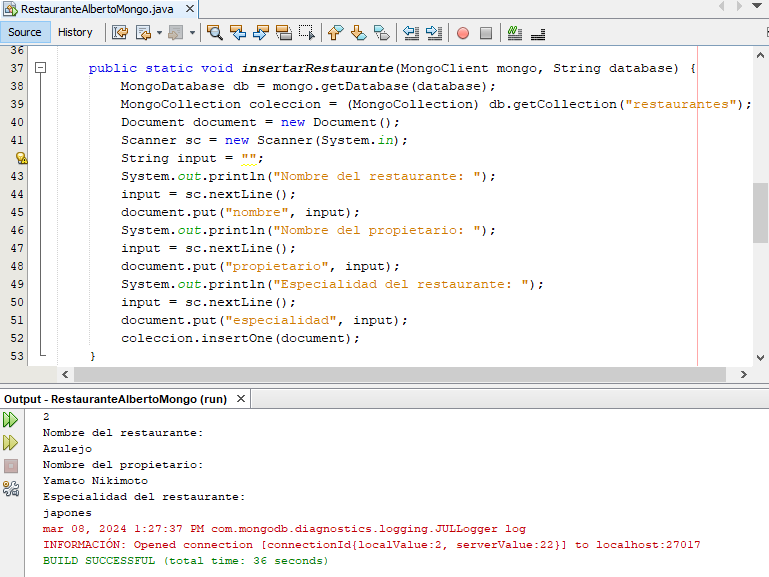 RestauranteAlbertoMongo.java
Source History
36
37 public static void insertarRestaurante(MongoClient mongo, String database) {
38 MongoDatabase db = mongo.getDatabase(database);
39 MongoCollection coleccion = (MongoCollection) db.getCollection("restaurantes");
40 Document document = new Document();
41 Scanner sc = new Scanner(System.in);
String input = "";
43 System.out.println("Nombre del restaurante: ");
44 input = sc.nextLine();
45 document.put("nombre", input);
46 System.out.println("Nombre del propietario: ");
47 input = sc.nextLine();
48 document.put("propietario", input);
49 System.out.println("Especialidad del restaurante: ");
50 input = sc.nextLine();
51 document.put("especialidad", input);
52 coleccion.insertOne(document);
53 }
Output - RestauranteAlbertoMongo (run)
2
Nombre del restaurante:
Azulejo
Nombre del propietario:
Yamato Nikimoto
Especialidad del restaurante:
japones
mar 08, 2024 1:27:37 PM com.mongodb.diagnostics.logging.JULLogger log
INFORMACIÓN: Opened connection [connectionId{localValue:2, serverValue:22}] to localhost:27017
BUILD SUCCESSFUL (total time: 36 seconds)